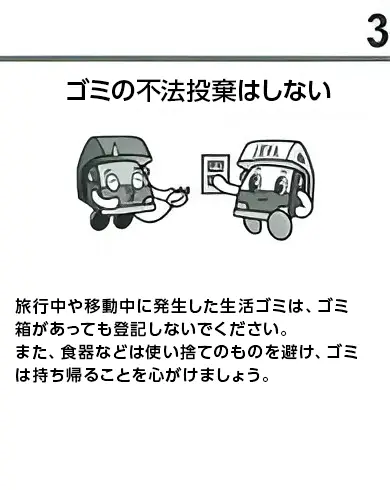 3
ゴミの不法投棄はしない
旅行中や移動中に発生した生活ゴミは、ゴミ
箱があっても登記しないでください。
また、食器などは使い捨てのものを避け、ゴミ
は持ち帰ることを心がけましょう。